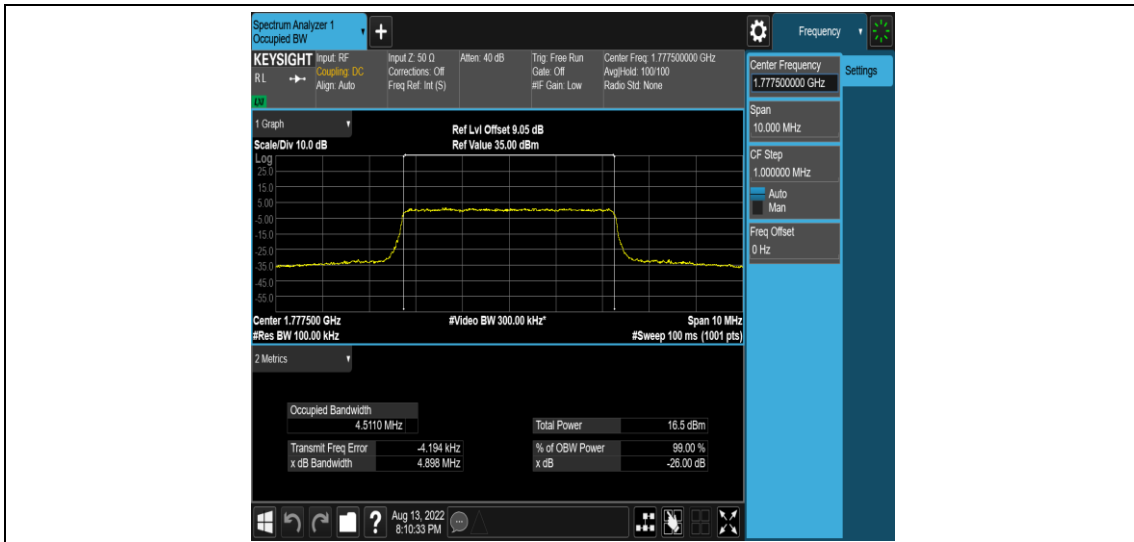 Spectrum Analyzer 1
Occupied BW
+
Frequency
KEYSIGHT
RL
LXI
Input: RF
Coupling: DC
Align: Auto
Input Z: 50 Ω
Corrections: Off
Freq Ref: Int (S)
Atten: 40 dB
Trig: Free Run
Gate: Off
#IF Gain: Low
Center Freq: 1.777500000 GHz
Avg|Hold: 100/100
Radio Std: None
Center Frequency
1.777500000 GHz
Settings
Span
10.000 MHz
CF Step
1.000000 MHz
Auto
Man
Freq Offset
0 Hz
1 Graph
Scale/Div 10.0 dB
Ref Lvl Offset 9.05 dB
Ref Value 35.00 dBm
Log
25.0
15.0
5.00
-5.00
-15.0
-25.0
-35.0
-45.0
-55.0
Center 1.777500 GHz
#Video BW 300.00 kHz*
Span 10 MHz
#Res BW 100.00 kHz
#Sweep 100 ms (1001 pts)
2 Metrics
Occupied Bandwidth
4.5110 MHz
Total Power 16.5 dBm
Transmit Freq Error -4.194 kHz
% of OBW Power 99.00 %
x dB Bandwidth 4.898 MHz
x dB -26.00 dB
?
Aug 13, 2022
8:10:33 PM